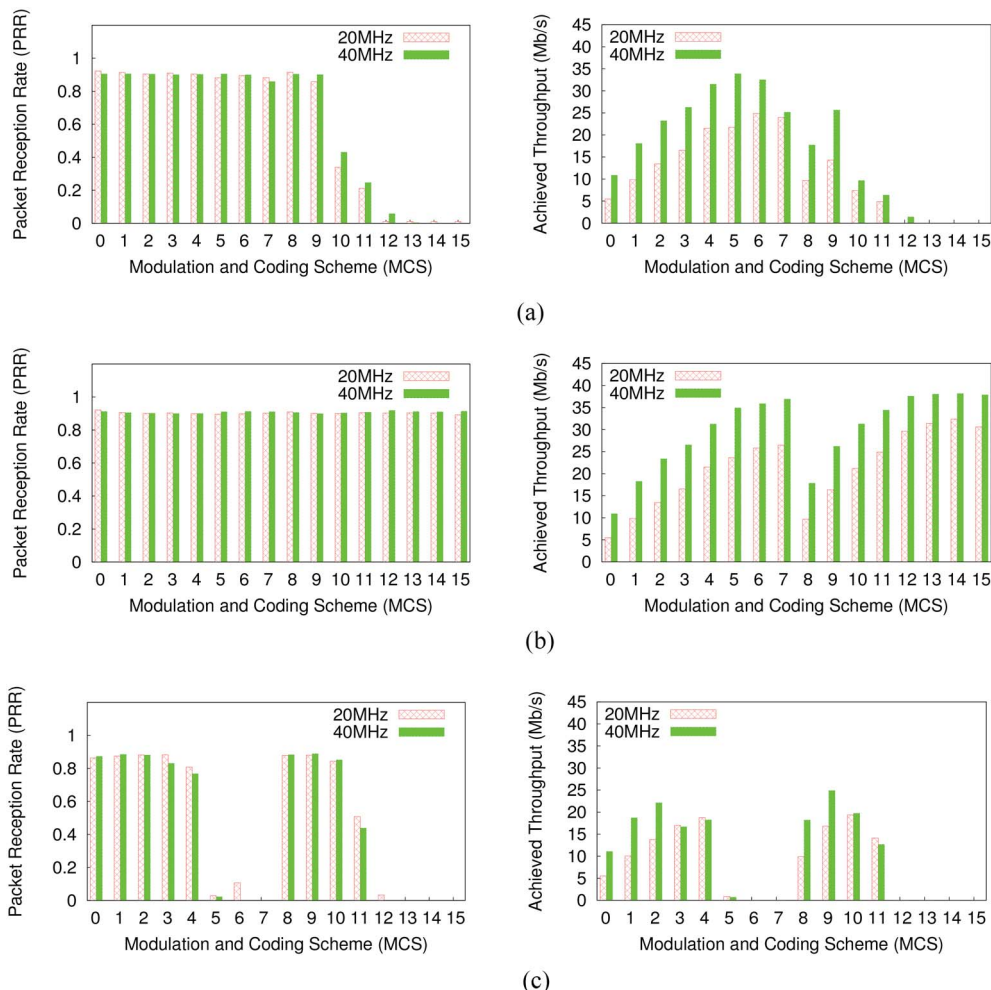 Packet Reception Rate (PRR)
1
0.8
0.6
0.4
0.2
0
20MHz
40MHz
0 1 2 3 4 5 6 7 8 9 10 11 12 13 14 15
Modulation and Coding Scheme (MCS)
Achieved Throughput (Mb/s)
45
40
35
30
25
20
15
10
5
0
20MHz
40MHz
0 1 2 3 4 5 6 7 8 9 10 11 12 13 14 15
Modulation and Coding Scheme (MCS)
(a)
Packet Reception Rate (PRR)
1
0.8
0.6
0.4
0.2
0
20MHz
40MHz
0 1 2 3 4 5 6 7 8 9 10 11 12 13 14 15
Modulation and Coding Scheme (MCS)
Achieved Throughput (Mb/s)
45
40
35
30
25
20
15
10
5
0
20MHz
40MHz
0 1 2 3 4 5 6 7 8 9 10 11 12 13 14 15
Modulation and Coding Scheme (MCS)
(b)
Packet Reception Rate (PRR)
1
0.8
0.6
0.4
0.2
0
20MHz
40MHz
0 1 2 3 4 5 6 7 8 9 10 11 12 13 14 15
Modulation and Coding Scheme (MCS)
Achieved Throughput (Mb/s)
45
40
35
30
25
20
15
10
5
0
20MHz
40MHz
0 1 2 3 4 5 6 7 8 9 10 11 12 13 14 15
Modulation and Coding Scheme (MCS)
(c)